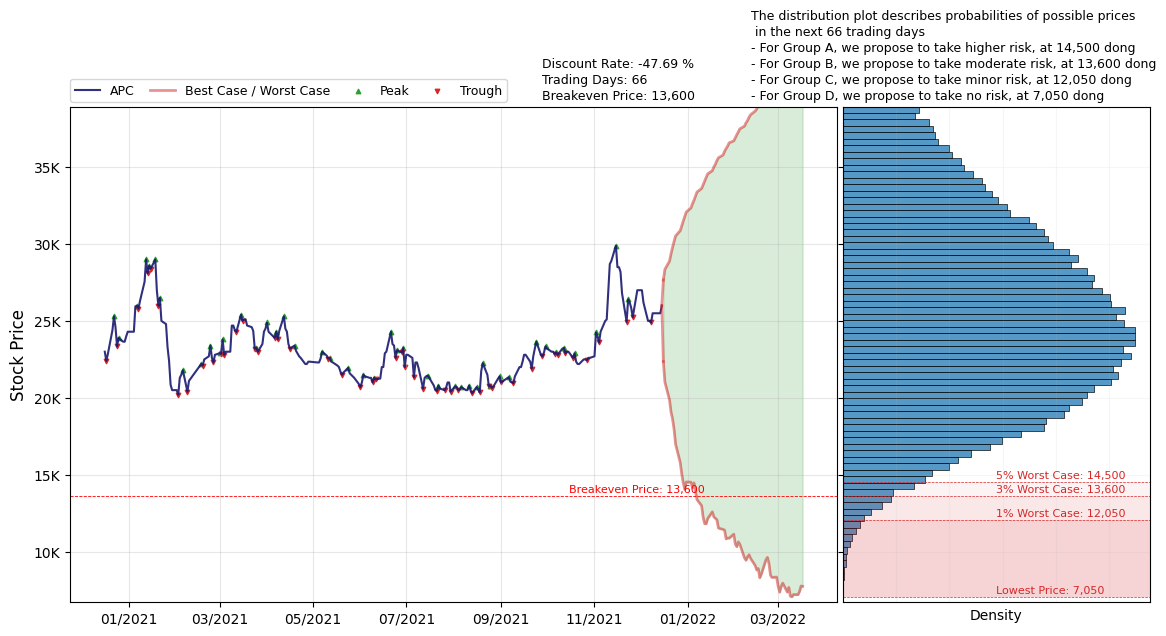 The distribution plot describes probabilities of possible prices
in the next 66 trading days
- For Group A, we propose to take higher risk, at 14,500 dong
- For Group B, we propose to take moderate risk, at 13,600 dong
- For Group C, we propose to take minor risk, at 12,050 dong
- For Group D, we propose to take no risk, at 7,050 dong
Discount Rate: -47.69 %
Trading Days: 66
Breakeven Price: 13,600
APC
Best Case / Worst Case
Peak
Trough
Stock Price
35K
30K
25K
20K
15K
10K
Breakeven Price: 13,600
5% Worst Case: 14,500
3% Worst Case: 13,600
1% Worst Case: 12,050
Lowest Price: 7,050
01/2021
03/2021
05/2021
07/2021
09/2021
11/2021
01/2022
03/2022
Density